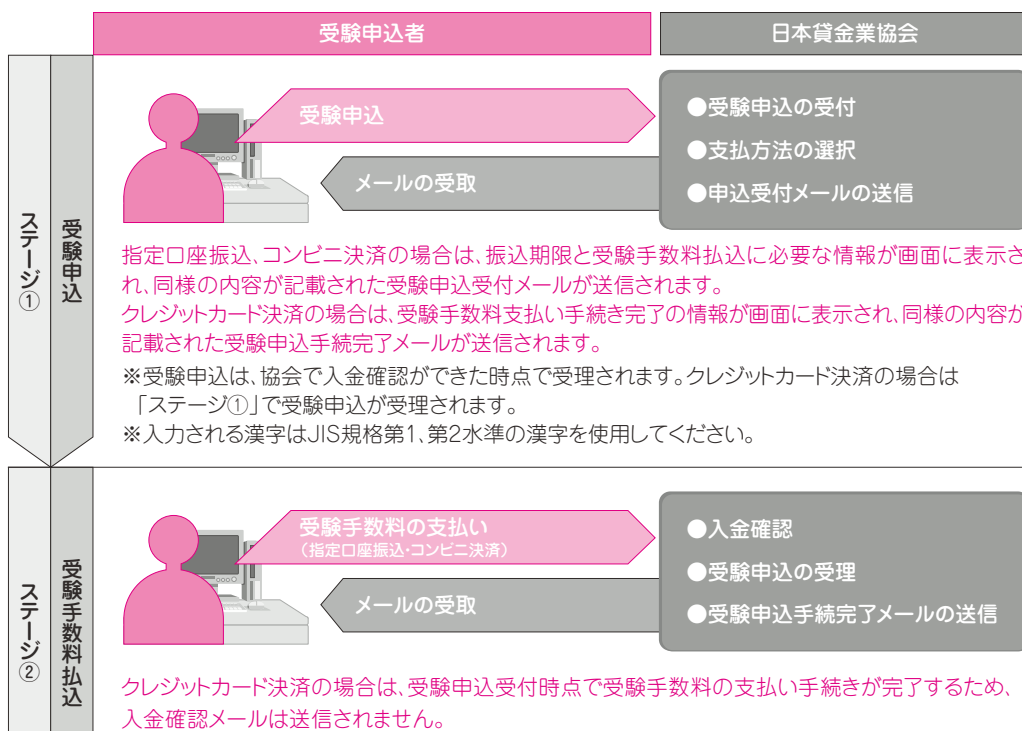 受験申込者
日本貸金業協会
ステージ①
受験申込
受験申込
メールの受取
●受験申込の受付
●支払方法の選択
●申込受付メールの送信
指定口座振込、コンビニ決済の場合は、振込期限と受験手数料払込に必要な情報が画面に表示さ
れ、同様の内容が記載された受験申込受付メールが送信されます。
クレジットカード決済の場合は、受験手数料支払い手続き完了の情報が画面に表示され、同様の内容が
記載された受験申込手続完了メールが送信されます。
※受験申込は、協会で入金確認ができた時点で受理されます。クレジットカード決済の場合は
「ステージ①」で受験申込が受理されます。
※入力される漢字はJIS規格第1、第2水準の漢字を使用してください。
ステージ②
受験手数料払込
受験手数料の支払い
（指定口座振込・コンビニ決済）
メールの受取
●入金確認
●受験申込の受理
●受験申込手続完了メールの送信
クレジットカード決済の場合は、受験申込受付時点で受験手数料の支払い手続きが完了するため、
入金確認メールは送信されません。